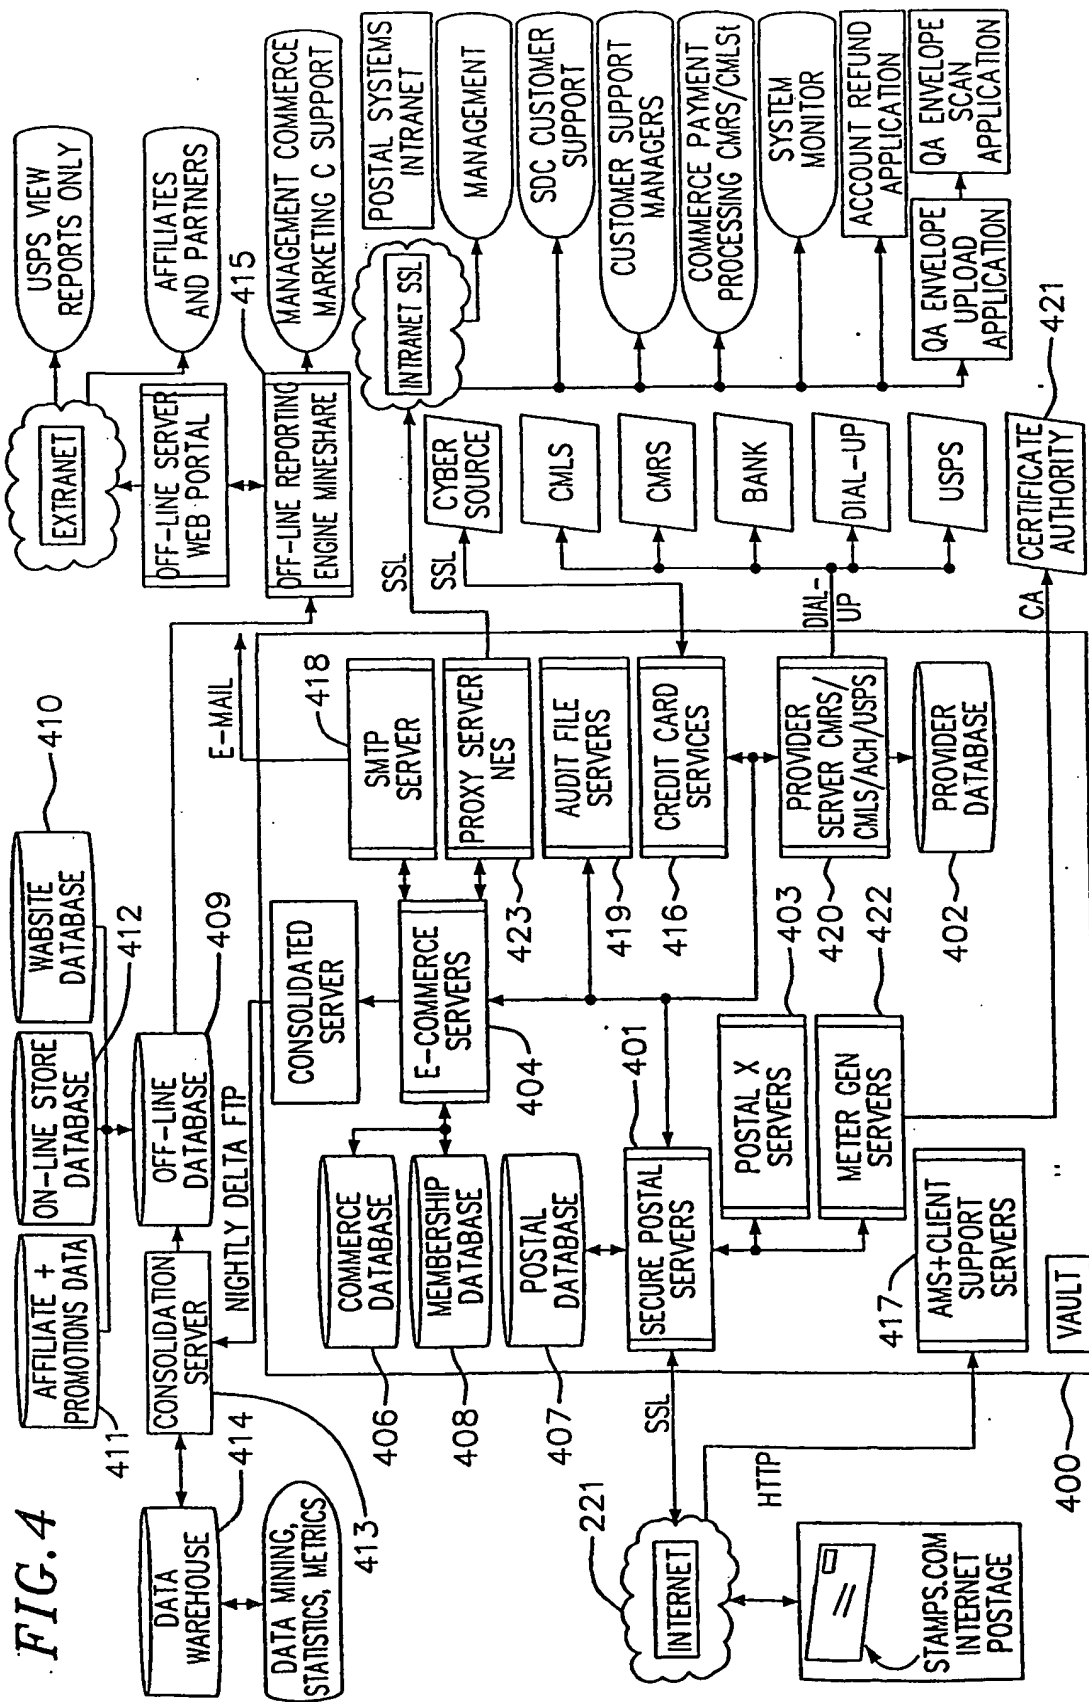 FIG.4
AFFILIATE +
PROMOTIONS DATA
411
ON-LINE STORE
DATABASE
412
WABSITE
DATABASE
410
USPS VIEW
REPORTS ONLY
EXTRANET
AFFILIATES
AND PARTNERS
OFF-LINE SERVER
WEB PORTAL
415
OFF-LINE REPORTING
ENGINE MINESHARE
MANAGEMENT COMMERCE
MARKETING C SUPPORT
DATA
WAREHOUSE
414
CONSOLIDATION
SERVER
413
OFF-LINE
DATABASE
409
DATA MINING,
STATISTICS, METRICS
NIGHTLY DELTA FTP
E-MAIL
CONSOLIDATED
SERVER
SMTP
SERVER
418
SSL
INTRANET SSL
POSTAL SYSTEMS
INTRANET
COMMERCE
DATABASE
406
E-COMMERCE
SERVERS
404
PROXY SERVER
NES
423
SSL
CYBER
SOURCE
MANAGEMENT
MEMBERSHIP
DATABASE
408
AUDIT FILE
SERVERS
419
CMLS
SDC CUSTOMER
SUPPORT
POSTAL
DATABASE
407
CREDIT CARD
SERVICES
416
CMRS
CUSTOMER SUPPORT
MANAGERS
SECURE POSTAL
SERVERS
401
BANK
COMMERCE PAYMENT
PROCESSING CMRS/CMLSt
SSL
INTERNET
221
POSTAL X
SERVERS
403
PROVIDER
SERVER CMRS/
CMLS/ACH/USPS
420
DIAL-
UP
DIAL-UP
SYSTEM
MONITOR
HTTP
METER GEN
SERVERS
422
PROVIDER
DATABASE
402
USPS
ACCOUNT REFUND
APPLICATION
STAMPS.COM
INTERNET
POSTAGE
417
AMS+CLIENT
SUPPORT
SERVERS
CA
CERTIFICATE
AUTHORITY
421
QA ENVELOPE
UPLOAD
APPLICATION
QA ENVELOPE
SCAN
APPLICATION
400
VAULT